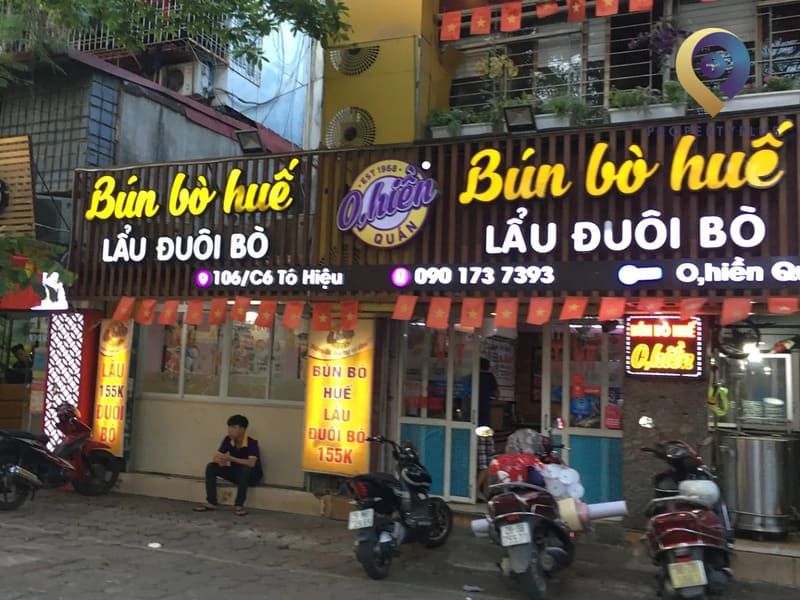 PROPERTYPLUS
Bún bò huế
LẨU ĐUÔI BÒ
EST 1968
O,hiền
QUÁN
Bún bò huế
LẨU ĐUÔI BÒ
106/C6 Tô Hiệu
090 173 7393
O,hiền
BÚN BÒ HUẾ
O,hiền
LẨU
155K
ĐUÔI
BÒ
BÚN BÒ
HUẾ
LẨU
ĐUÔI BÒ
155K